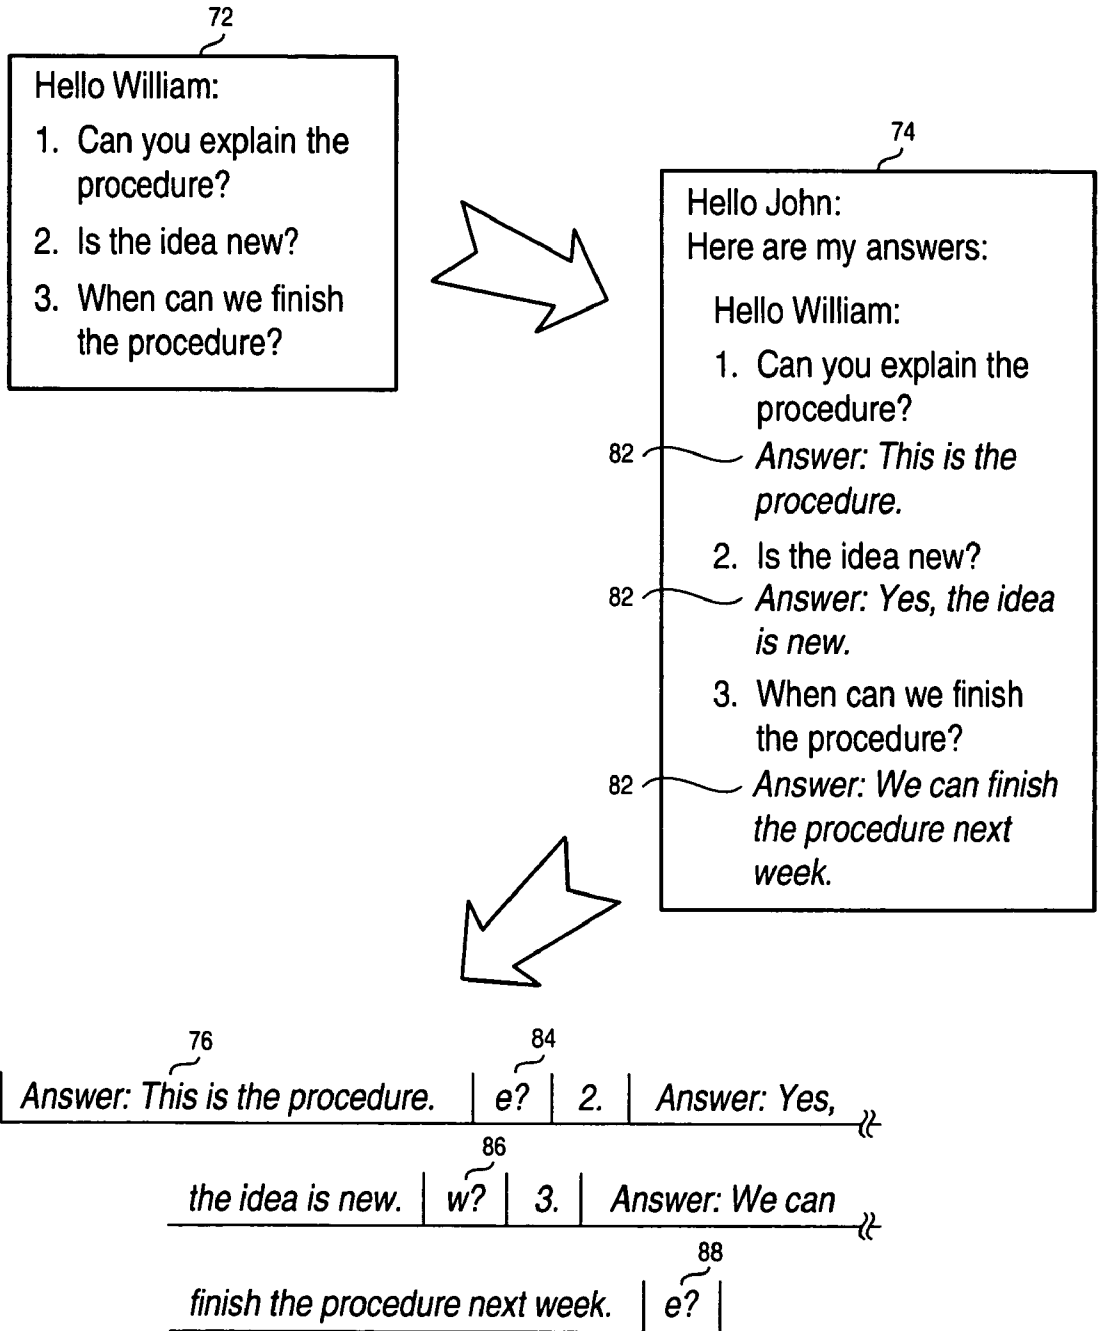 72
Hello William:
1. Can you explain the
procedure?
2. Is the idea new?
3. When can we finish
the procedure?
74
Hello John:
Here are my answers:
Hello William:
1. Can you explain the
procedure?
82 Answer: This is the
procedure.
2. Is the idea new?
82 Answer: Yes, the idea
is new.
3. When can we finish
the procedure?
82 Answer: We can finish
the procedure next
week.
76 84
Answer: This is the procedure. e? 2. Answer: Yes,
86
the idea is new. w? 3. Answer: We can
88
finish the procedure next week. e?